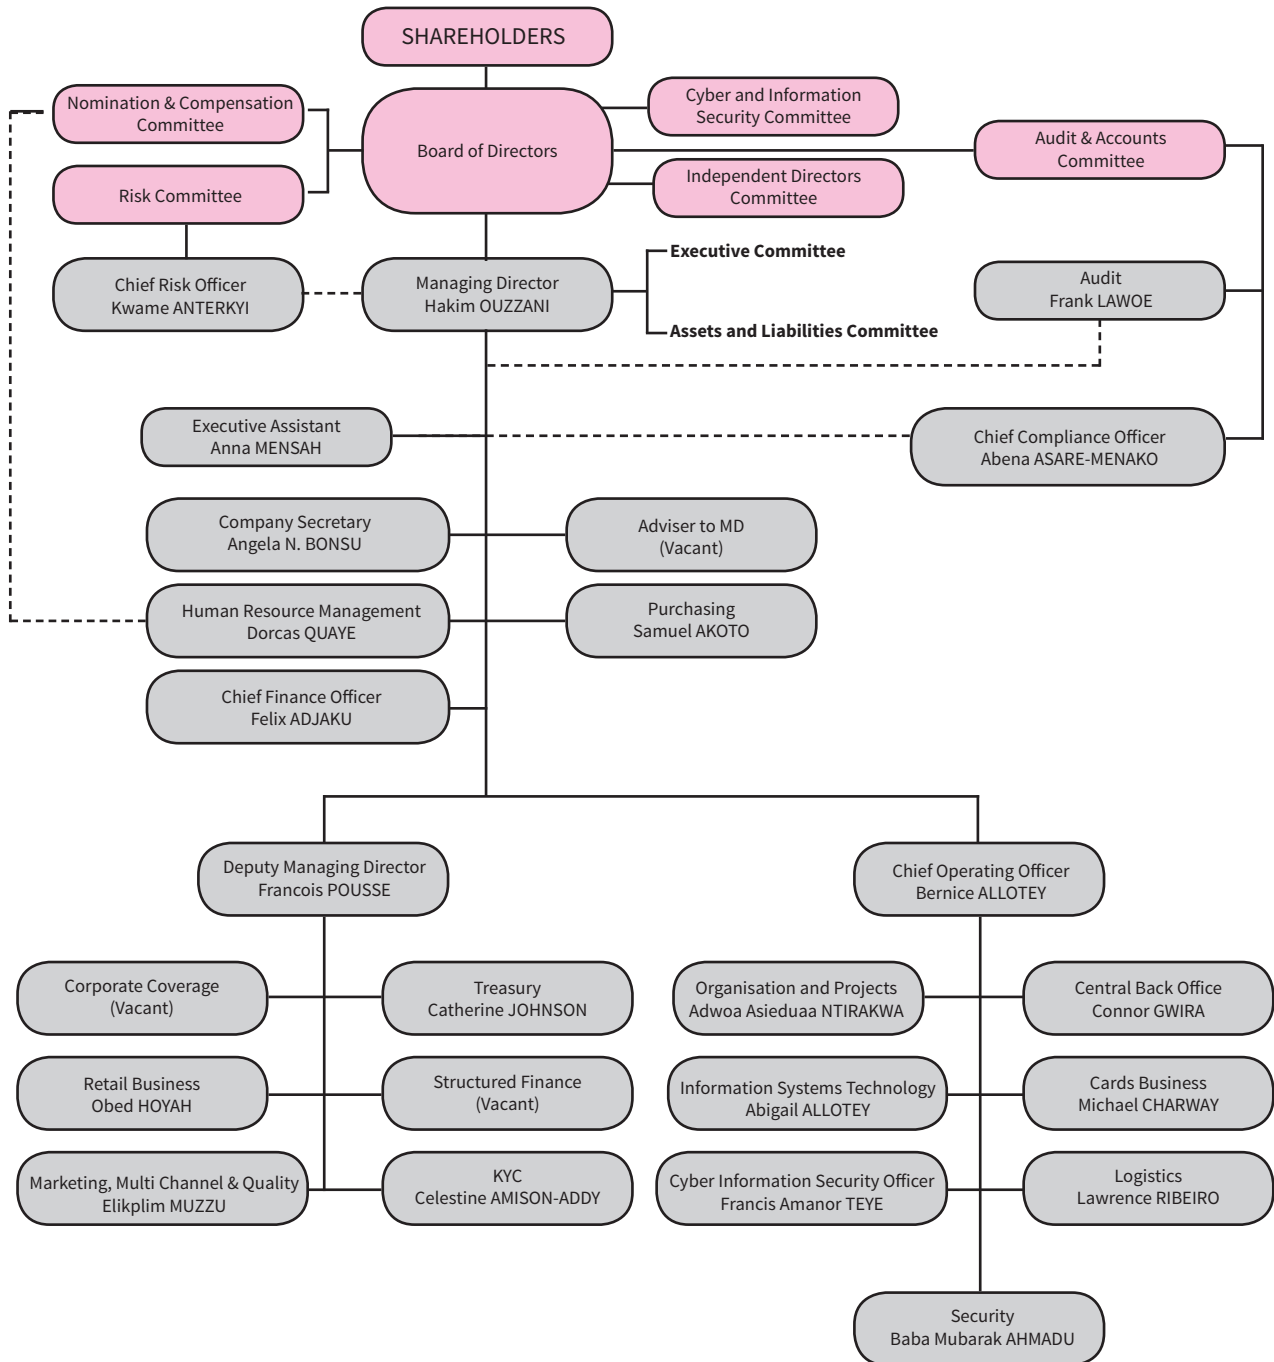 SHAREHOLDERS
Nomination & Compensation
Committee
Cyber and Information
Security Committee
Board of Directors
Audit & Accounts
Committee
Risk Committee
Independent Directors
Committee
Executive Committee
Chief Risk Officer
Kwame ANTERKYI
Managing Director
Hakim OUZZANI
Audit
Frank LAWOE
Assets and Liabilities Committee
Executive Assistant
Anna MENSAH
Chief Compliance Officer
Abena ASARE-MENAKO
Company Secretary
Angela N. BONSU
Adviser to MD
(Vacant)
Human Resource Management
Dorcas QUAYE
Purchasing
Samuel AKOTO
Chief Finance Officer
Felix ADJAKU
Deputy Managing Director
Francois POUSSE
Chief Operating Officer
Bernice ALLOTEY
Corporate Coverage
(Vacant)
Treasury
Catherine JOHNSON
Organisation and Projects
Adwoa Asieduaa NTIRAKWA
Central Back Office
Connor GWIRA
Retail Business
Obed HOYAH
Structured Finance
(Vacant)
Information Systems Technology
Abigail ALLOTEY
Cards Business
Michael CHARWAY
Marketing, Multi Channel & Quality
Elikplim MUZZU
KYC
Celestine AMISON-ADDY
Cyber Information Security Officer
Francis Amanor TEYE
Logistics
Lawrence RIBEIRO
Security
Baba Mubarak AHMADU